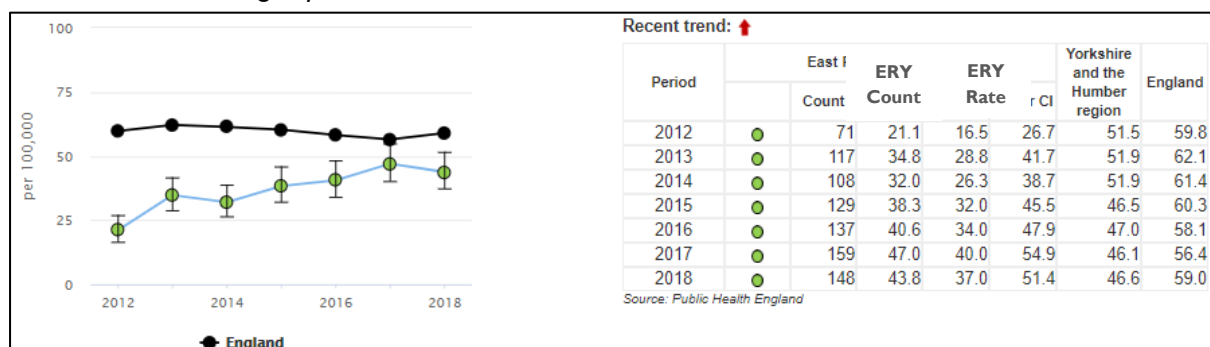 100
75
50
25
0
per 100,000
2012 2014 2016 2018
England
Recent trend:
Period East ERY Count ERY Rate Yorkshire and the Humber region England
Count r CI
2012 71 21.1 16.5 26.7 51.5 59.8
2013 117 34.8 28.8 41.7 51.9 62.1
2014 108 32.0 26.3 38.7 51.9 61.4
2015 129 38.3 32.0 45.5 46.5 60.3
2016 137 40.6 34.0 47.9 47.0 58.1
2017 159 47.0 40.0 54.9 46.1 56.4
2018 148 43.8 37.0 51.4 46.6 59.0
Source: Public Health England